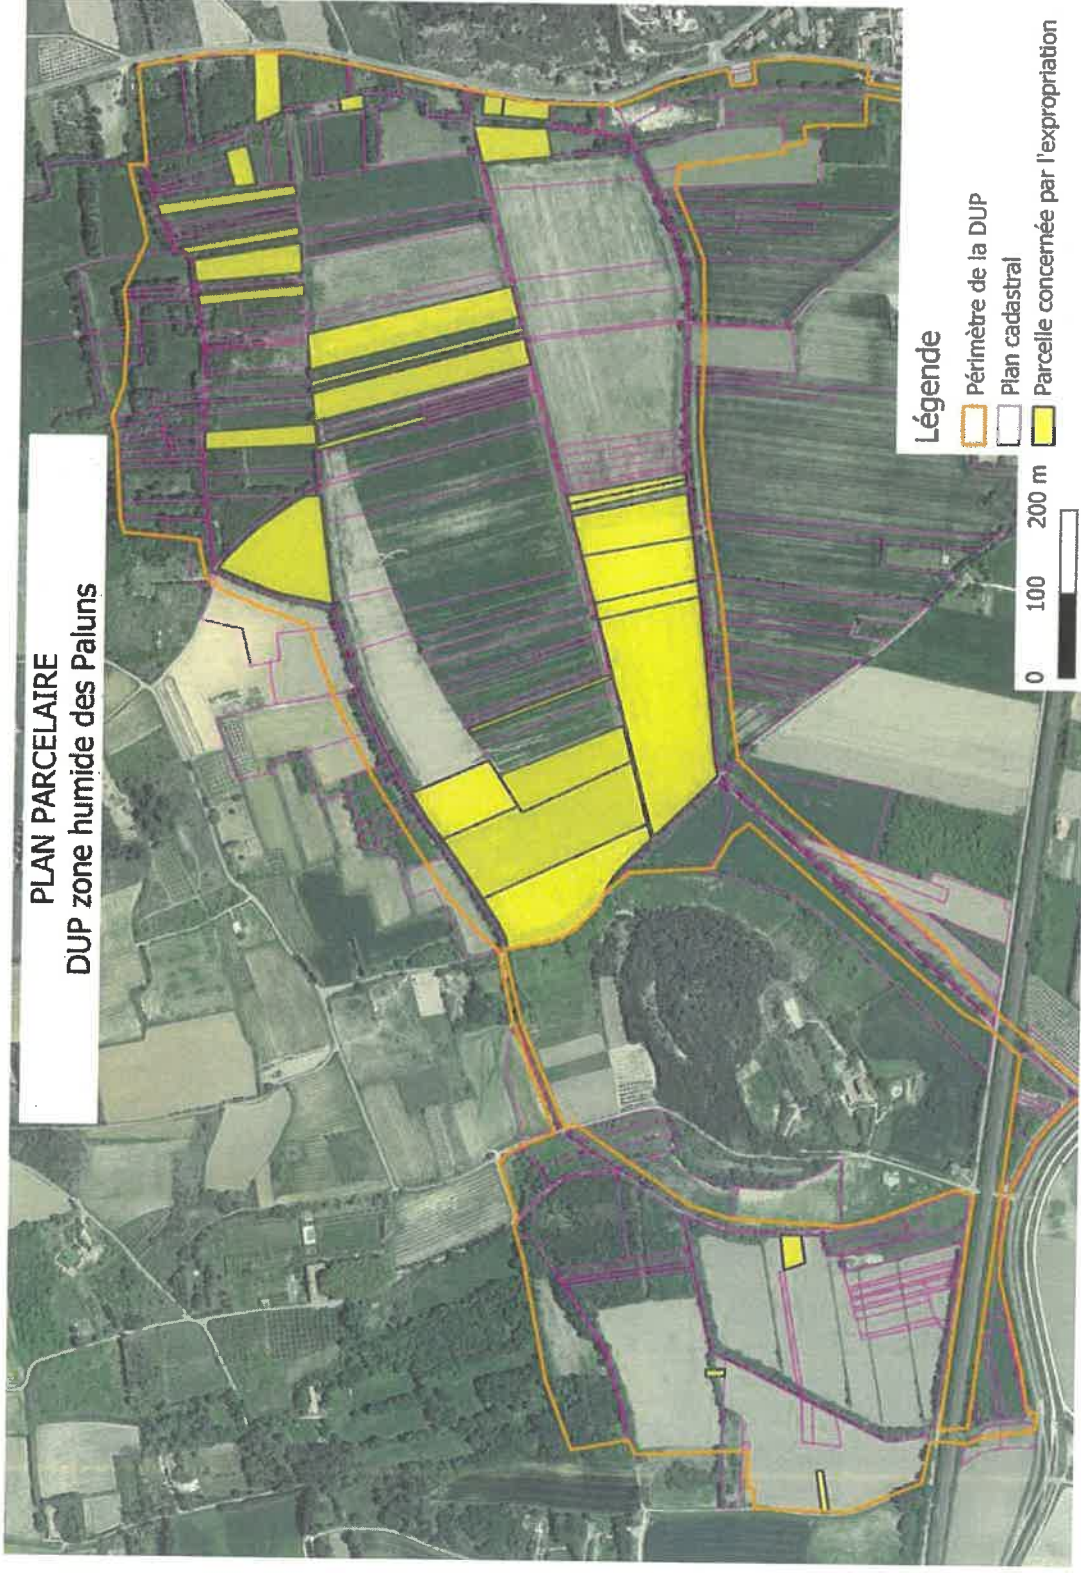 PLAN PARCELAIRE
DUP zone humide des Paluns
Légende
Périmètre de la DUP
Plan cadastral
Parcelle concernée par l'expropriation
0 100 200 m